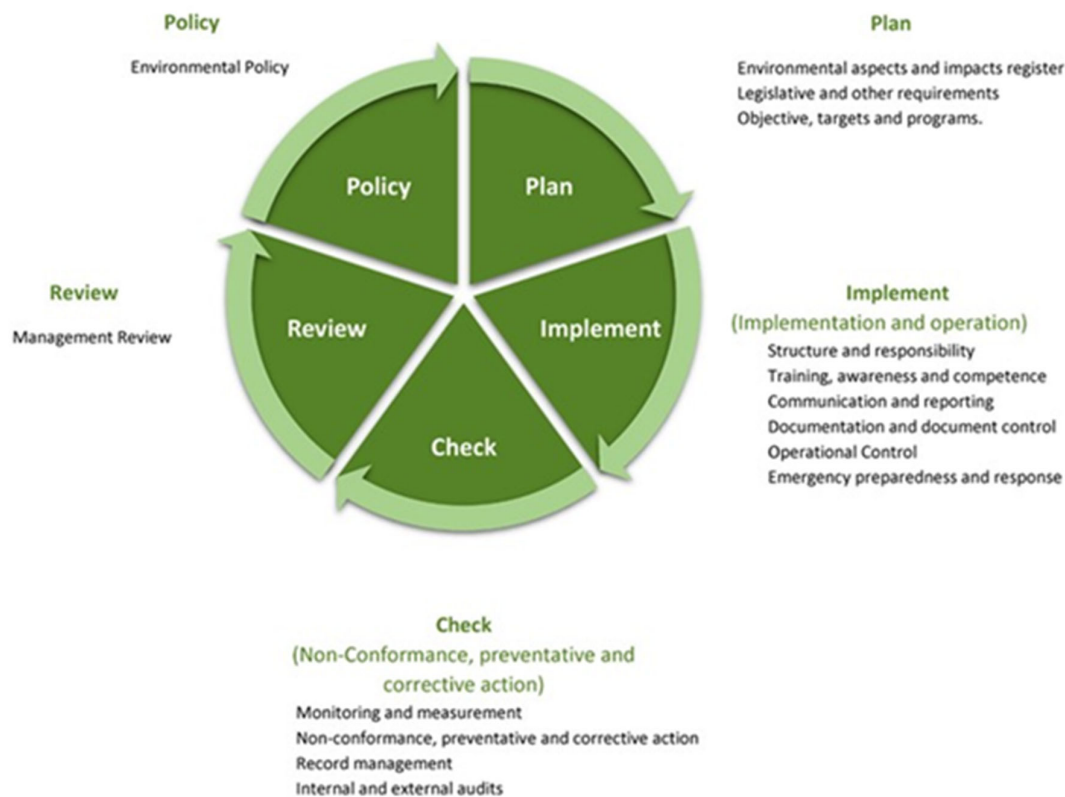 Policy
Environmental Policy
Plan
Environmental aspects and impacts register
Legislative and other requirements
Objective, targets and programs.
Policy
Plan
Review
Implement
Check
Review
Management Review
Implement
(Implementation and operation)
Structure and responsibility
Training, awareness and competence
Communication and reporting
Documentation and document control
Operational Control
Emergency preparedness and response
Check
(Non-Conformance, preventative and
corrective action)
Monitoring and measurement
Non-conformance, preventative and corrective action
Record management
Internal and external audits